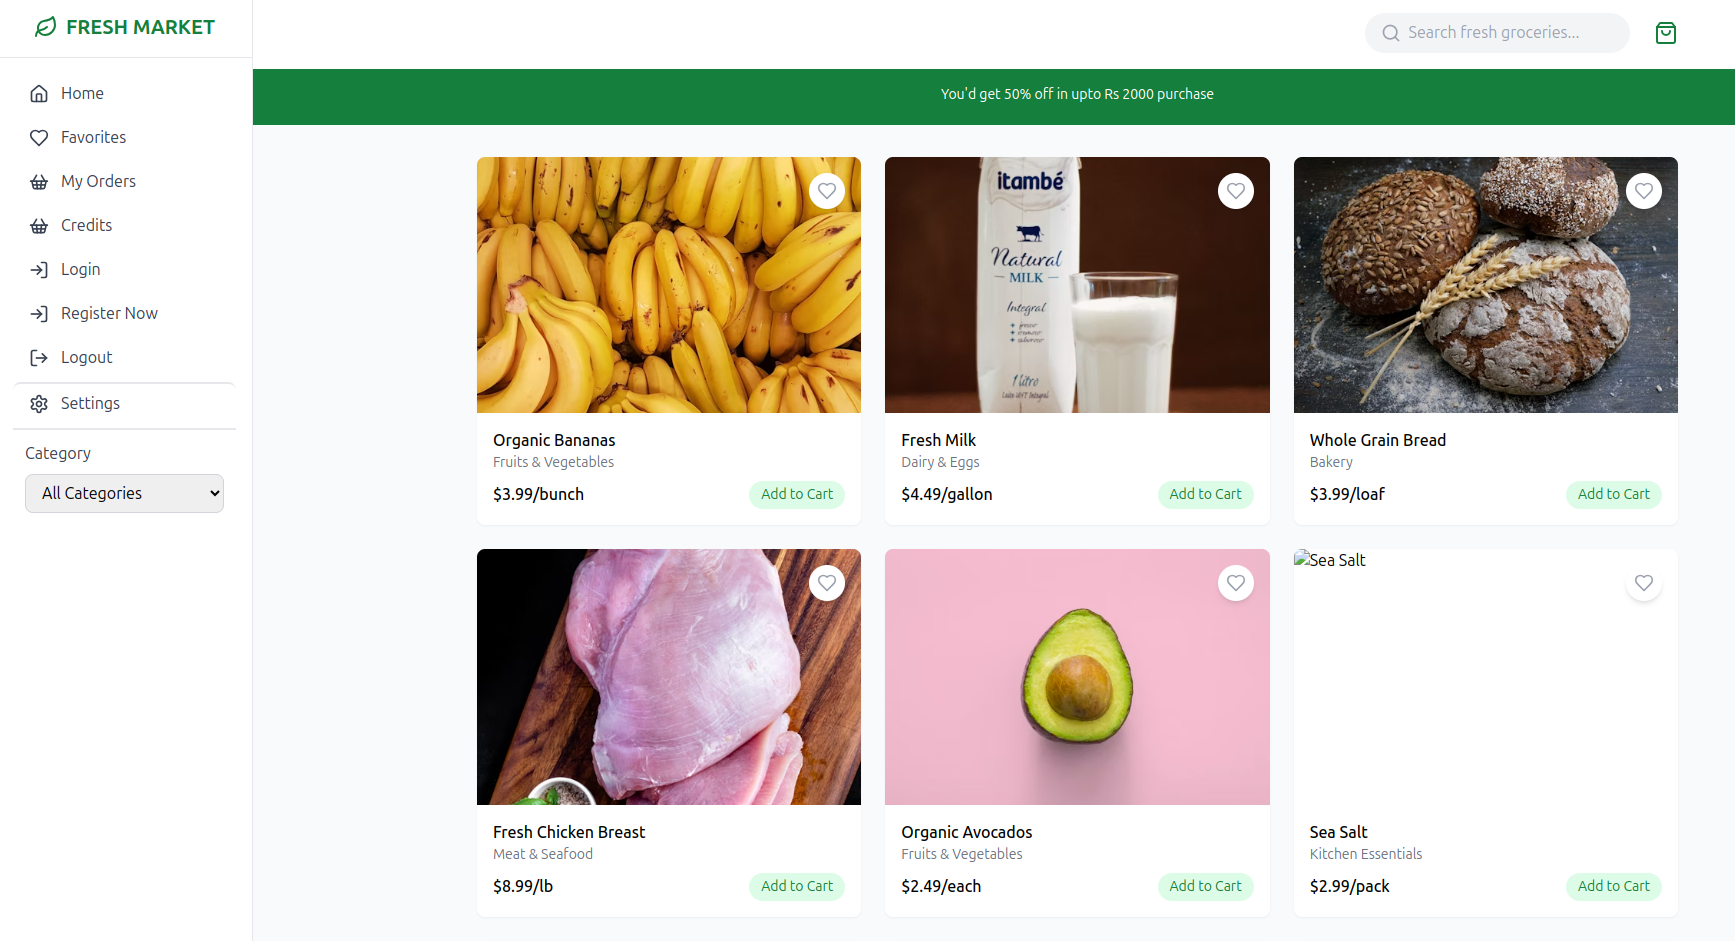 FRESH MARKET
Search fresh groceries...
Home
Favorites
My Orders
Credits
Login
Register Now
Logout
Settings
Category
All Categories
You'd get 50% off in upto Rs 2000 purchase
itambé
Natural
MILK
Integral
1 litro
Leite UHT Integral
Organic Bananas
Fruits & Vegetables
$3.99/bunch
Add to Cart
Fresh Milk
Dairy & Eggs
$4.49/gallon
Add to Cart
Whole Grain Bread
Bakery
$3.99/loaf
Add to Cart
Fresh Chicken Breast
Meat & Seafood
$8.99/lb
Add to Cart
Organic Avocados
Fruits & Vegetables
$2.49/each
Add to Cart
Sea Salt
Sea Salt
Kitchen Essentials
$2.99/pack
Add to Cart